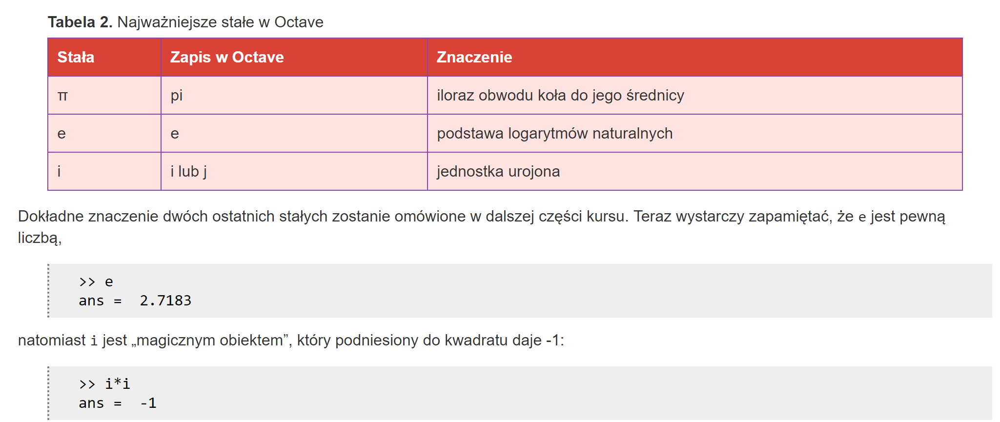 Tabela 2. Najważniejsze stałe w Octave
Stała Zapis w Octave Znaczenie
π pi iloraz obwodu koła do jego średnicy
e e podstawa logarytmów naturalnych
i i lub j jednostka urojona
Dokładne znaczenie dwóch ostatnich stałych zostanie omówione w dalszej części kursu. Teraz wystarczy zapamiętać, że e jest pewną
liczbą,
>> e
ans =  2.7183
natomiast i jest „magicznym obiektem”, który podniesiony do kwadratu daje -1:
>> i*i
ans =  -1